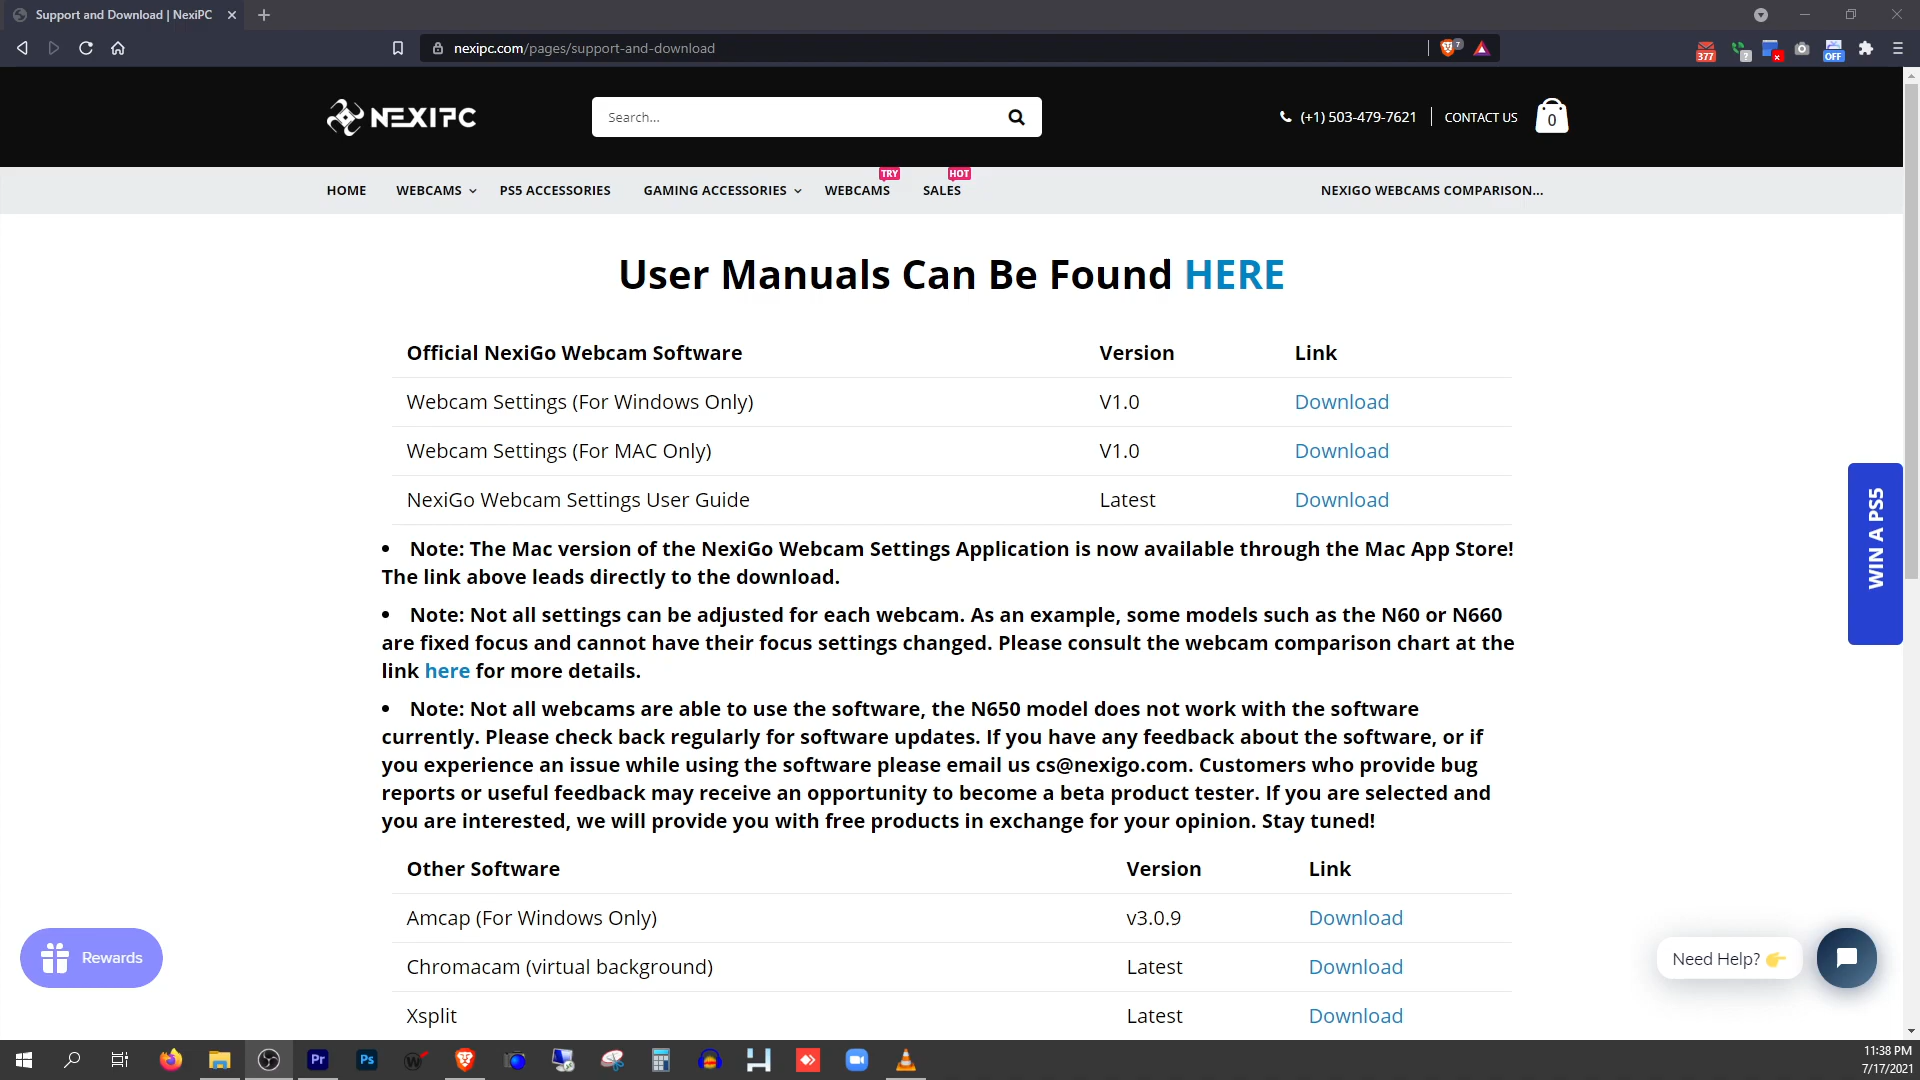 Support and Download | NexiPC
nexipc.com/pages/support-and-download
7
377
?
x
OFF
NEXIPC
Search...
(+1) 503-479-7621
CONTACT US
0
TRY
HOT
HOME
WEBCAMS
PS5 ACCESSORIES
GAMING ACCESSORIES
WEBCAMS
SALES
NEXIGO WEBCAMS COMPARISON...
User Manuals Can Be Found HERE
Official NexiGo Webcam Software Version Link
Webcam Settings (For Windows Only) V1.0 Download
Webcam Settings (For MAC Only) V1.0 Download
NexiGo Webcam Settings User Guide Latest Download
• Note: The Mac version of the NexiGo Webcam Settings Application is now available through the Mac App Store!
The link above leads directly to the download.
• Note: Not all settings can be adjusted for each webcam. As an example, some models such as the N60 or N660
are fixed focus and cannot have their focus settings changed. Please consult the webcam comparison chart at the
link here for more details.
• Note: Not all webcams are able to use the software, the N650 model does not work with the software
currently. Please check back regularly for software updates. If you have any feedback about the software, or if
you experience an issue while using the software please email us cs@nexigo.com. Customers who provide bug
reports or useful feedback may receive an opportunity to become a beta product tester. If you are selected and
you are interested, we will provide you with free products in exchange for your opinion. Stay tuned!
Other Software Version Link
Amcap (For Windows Only) v3.0.9 Download
Chromacam (virtual background) Latest Download
Xsplit Latest Download
WIN A PS5
Rewards
Need Help? 👉
Pr
Ps
11:38 PM
7/17/2021